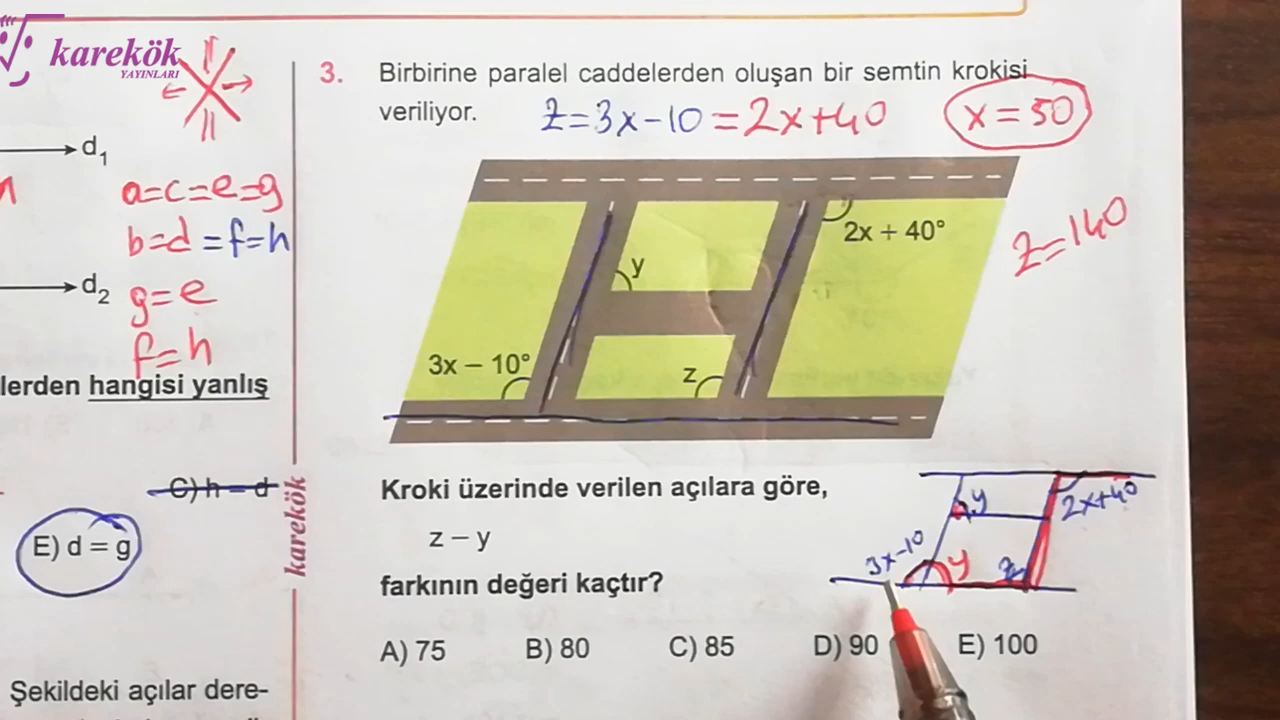 karekök
YAYINLARI
d₁
a=c=e=g
b=d=f=h
d₂
g=e
f=h
lerden hangisi yanlış
C) h = d
E) d = g
Şekildeki açılar dere-
karekök
3. Birbirine paralel caddelerden oluşan bir semtin krokisi
veriliyor.
z=3x-10=2x+40
x=50
2x + 40°
y
3x – 10°
z
z=140
Kroki üzerinde verilen açılara göre,
z – y
farkının değeri kaçtır?
y
2x+40
3x-10
y
z
A) 75 B) 80 C) 85 D) 90 E) 100